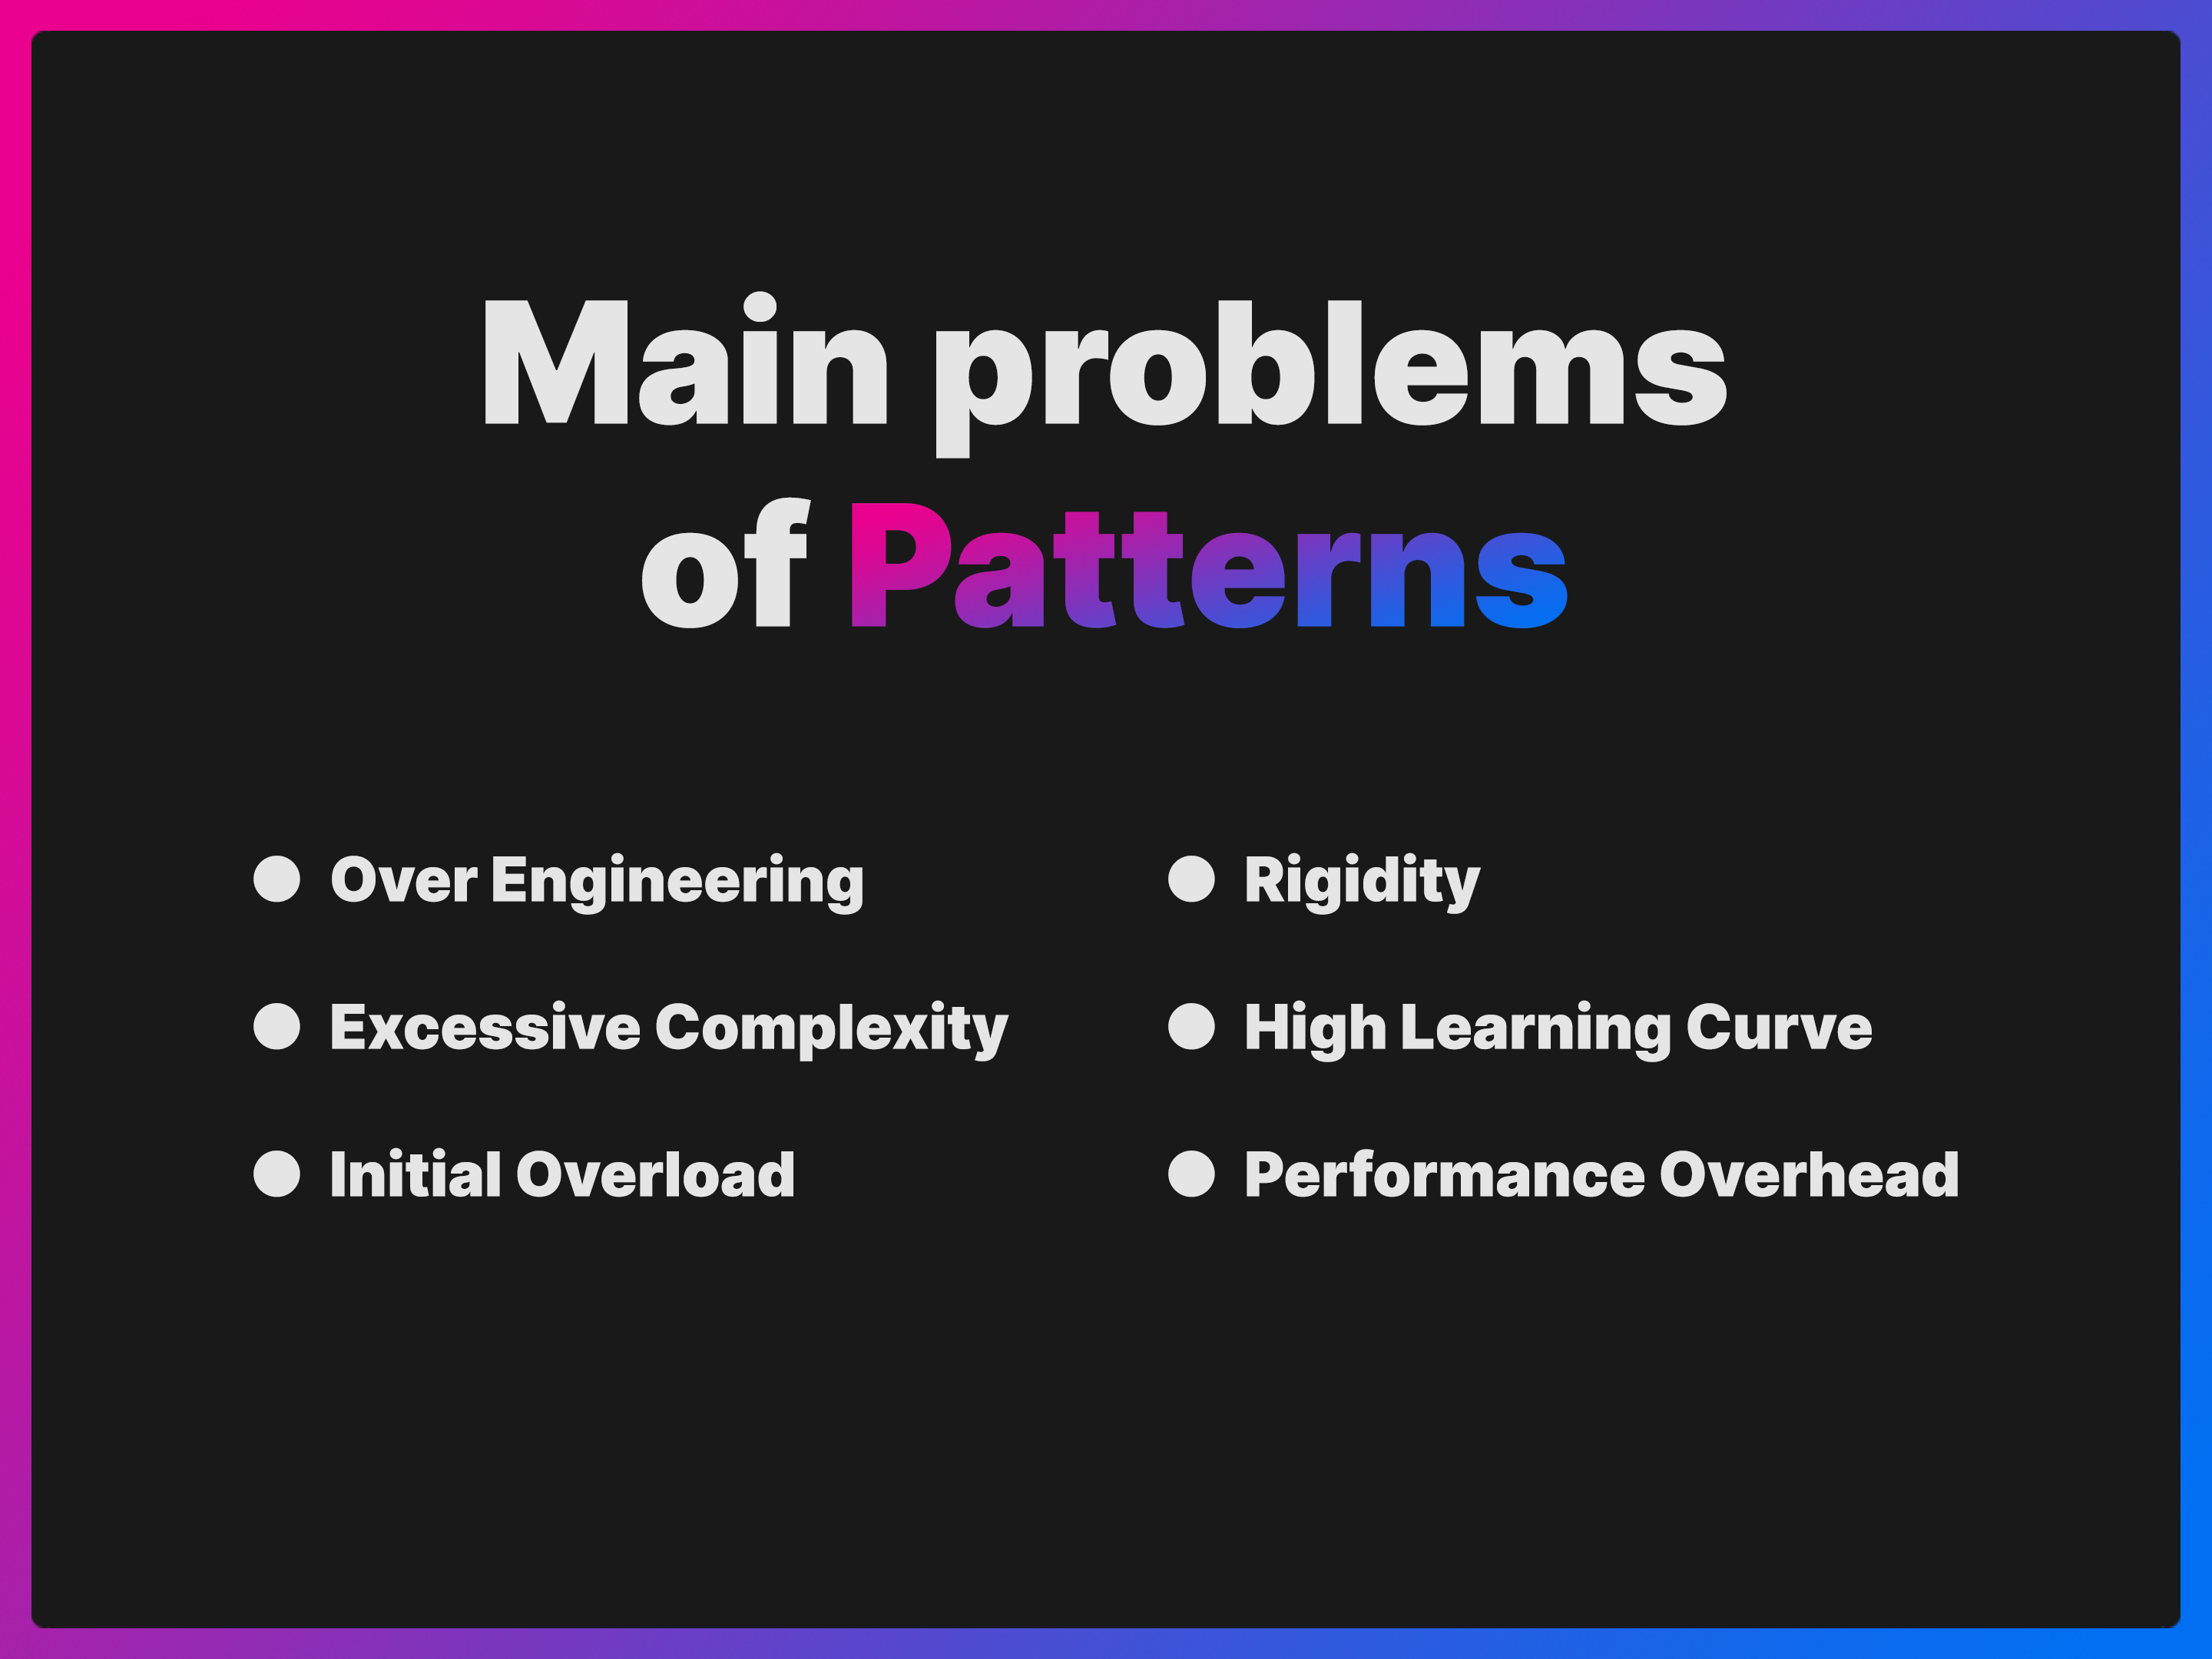 Main problems
of Patterns
Over Engineering
Excessive Complexity
Initial Overload
Rigidity
High Learning Curve
Performance Overhead